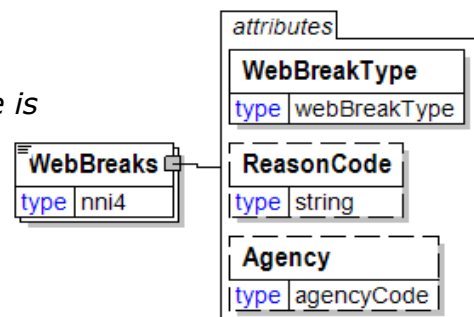 attributes
WebBreakType
type webBreakType
e is
WebBreaks
type nni4
ReasonCode
type string
Agency
type agencyCode